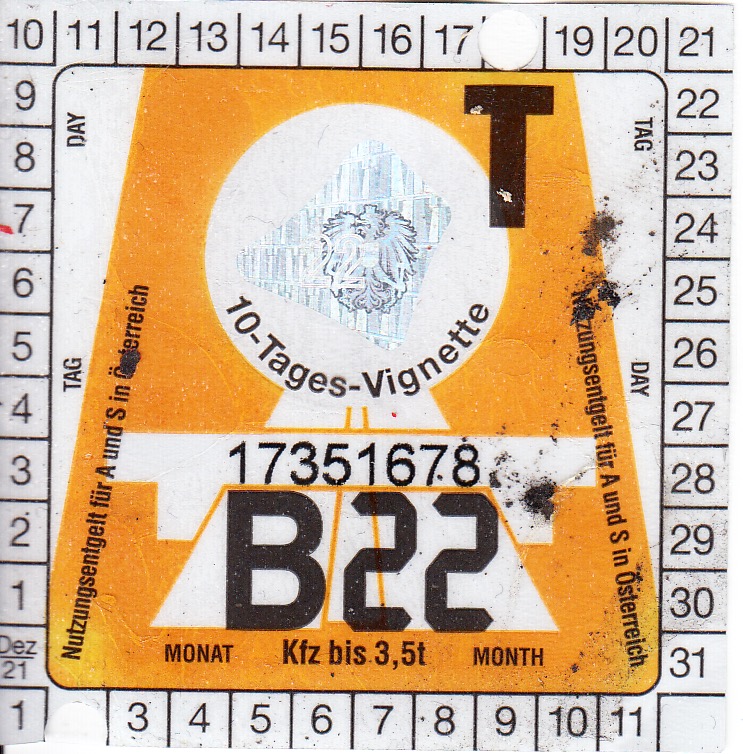 10 11 12 13 14 15 16 17 19 20 21
9 22
8 23
7 24
6 25
5 26
4 27
3 28
2 29
1 30
Dez 21 31
1 3 4 5 6 7 8 9 10 11
DAY
TAG
T
TAG
DAY
10-Tages-Vignette
Nutzungsentgelt für A und S in Österreich
Nutzungsentgelt für A und S in Österreich
17351678
B22
MONAT Kfz bis 3,5t MONTH